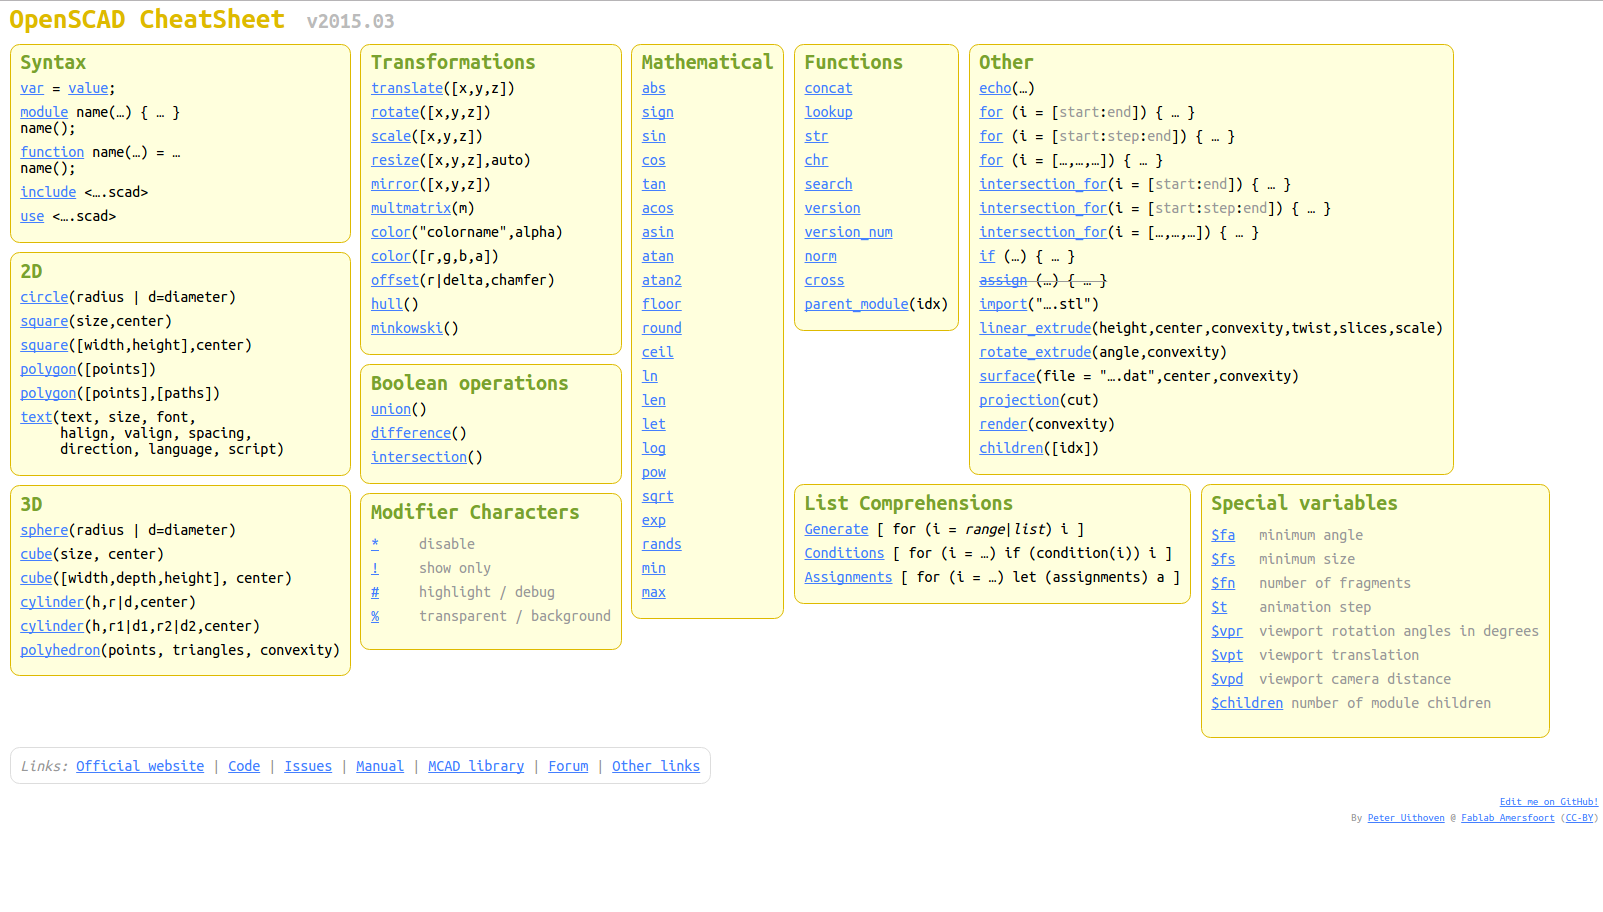 OpenSCAD CheatSheet v2015.03
Syntax
var = value;
module name(…) { … }
name();
function name(…) = …
name();
include <….scad>
use <….scad>
2D
circle(radius | d=diameter)
square(size,center)
square([width,height],center)
polygon([points])
polygon([points],[paths])
text(text, size, font,
halign, valign, spacing,
direction, language, script)
3D
sphere(radius | d=diameter)
cube(size, center)
cube([width,depth,height], center)
cylinder(h,r|d,center)
cylinder(h,r1|d1,r2|d2,center)
polyhedron(points, triangles, convexity)
Transformations
translate([x,y,z])
rotate([x,y,z])
scale([x,y,z])
resize([x,y,z],auto)
mirror([x,y,z])
multmatrix(m)
color("colorname",alpha)
color([r,g,b,a])
offset(r|delta,chamfer)
hull()
minkowski()
Boolean operations
union()
difference()
intersection()
Modifier Characters
* disable
! show only
# highlight / debug
% transparent / background
Mathematical
abs
sign
sin
cos
tan
acos
asin
atan
atan2
floor
round
ceil
ln
len
let
log
pow
sqrt
exp
rands
min
max
Functions
concat
lookup
str
chr
search
version
version_num
norm
cross
parent_module(idx)
Other
echo(…)
for (i = [start:end]) { … }
for (i = [start:step:end]) { … }
for (i = […,…,…]) { … }
intersection_for(i = [start:end]) { … }
intersection_for(i = [start:step:end]) { … }
intersection_for(i = […,…,…]) { … }
if (…) { … }
assign (…) { … }
import("….stl")
linear_extrude(height,center,convexity,twist,slices,scale)
rotate_extrude(angle,convexity)
surface(file = "….dat",center,convexity)
projection(cut)
render(convexity)
children([idx])
List Comprehensions
Generate [ for (i = range|list) i ]
Conditions [ for (i = …) if (condition(i)) i ]
Assignments [ for (i = …) let (assignments) a ]
Special variables
$fa minimum angle
$fs minimum size
$fn number of fragments
$t animation step
$vpr viewport rotation angles in degrees
$vpt viewport translation
$vpd viewport camera distance
$children number of module children
Links: Official website | Code | Issues | Manual | MCAD library | Forum | Other links
Edit me on GitHub!
By Peter Uithoven @ Fablab Amersfoort (CC-BY)